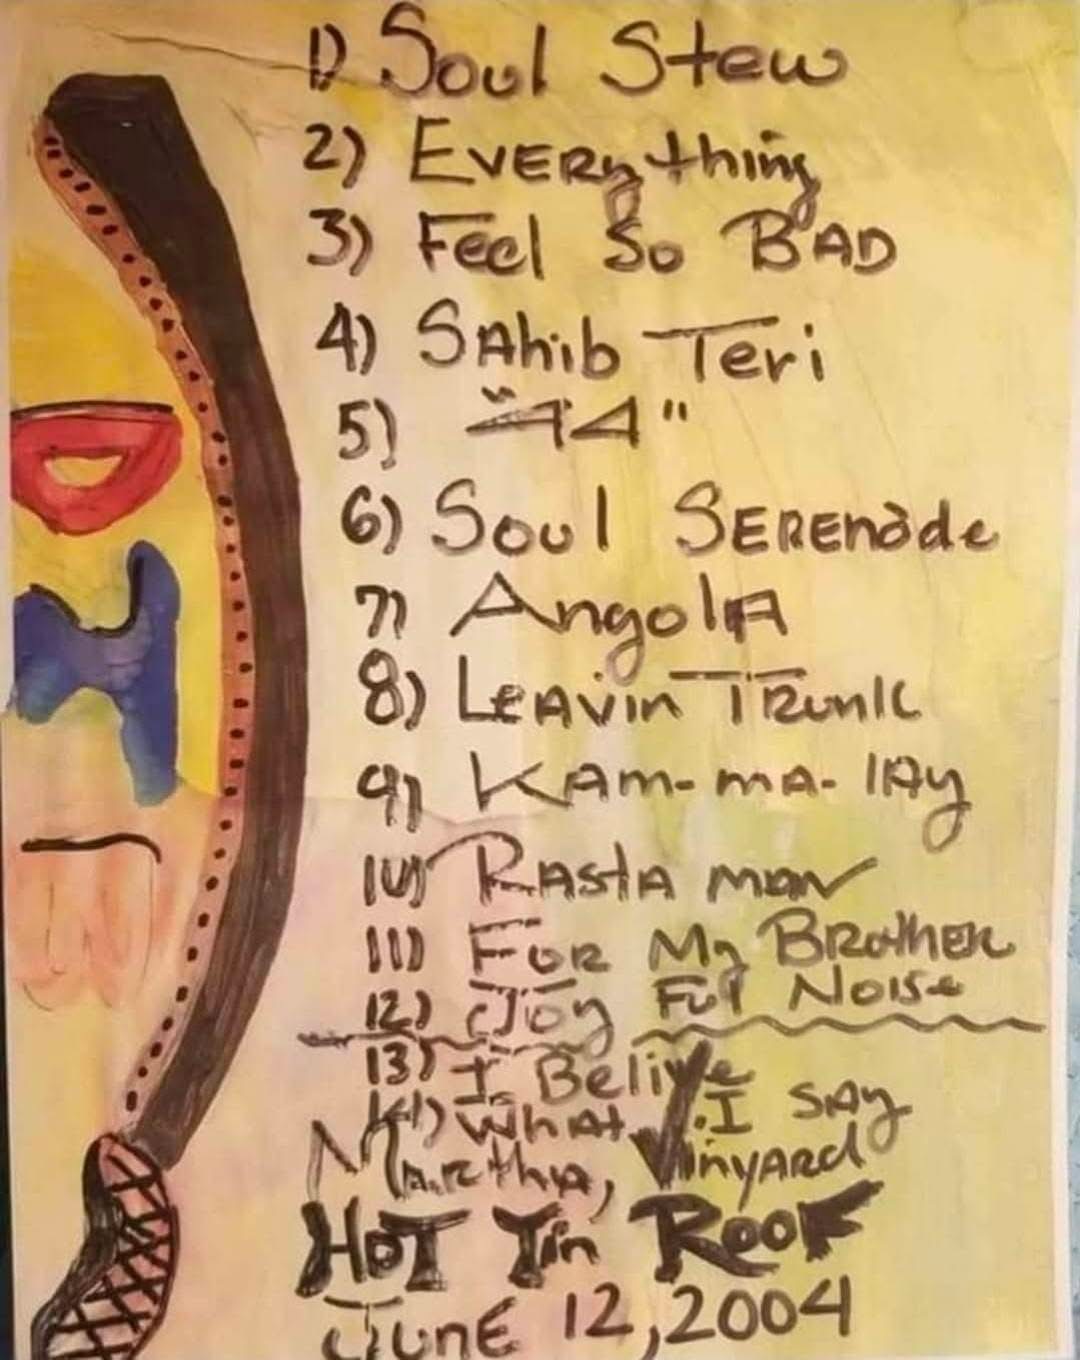 1) Soul Stew
2) EVERything
3) Feel So BAD
4) SAhib Teri
5) "44"
6) Soul SERENade
7) AngolA
8) LEAvin TRunk
9) KAm-mA-lAy
10) RAstA mAN
11) FOR My BRotHER
12) Joy Ful NoisE
13) I Belive
14) What I SAy
MARthA, VinyARd
HoT Tin RooF
JunE 12, 2004